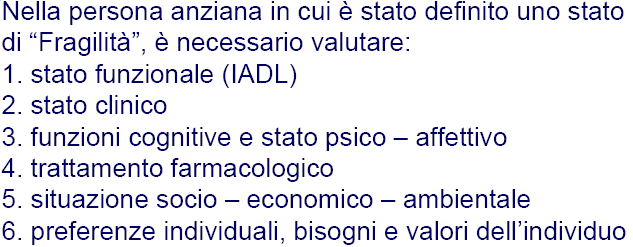 Nella persona anziana in cui è stato definito uno stato
di “Fragilità”, è necessario valutare:
1. stato funzionale (IADL)
2. stato clinico
3. funzioni cognitive e stato psico – affettivo
4. trattamento farmacologico
5. situazione socio – economico – ambientale
6. preferenze individuali, bisogni e valori dell’individuo